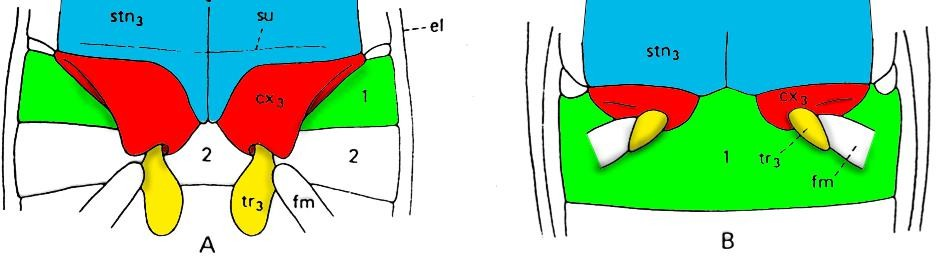 stn3 su el
cx3 1
2 2
tr3 fm
A
stn3
cx3
1 tr3
fm
B